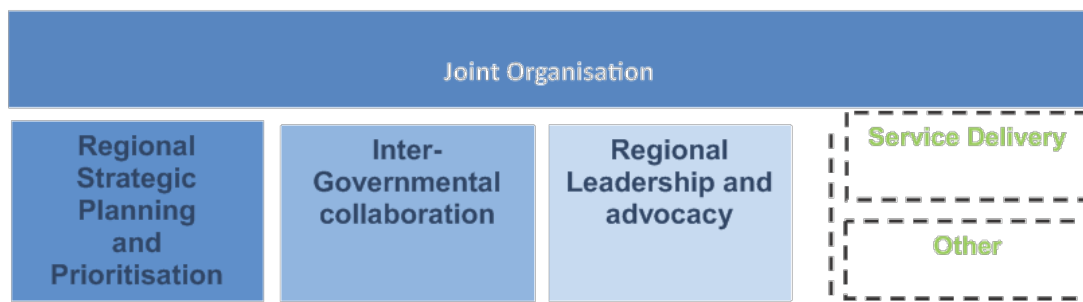 Joint Organisation
Regional
Strategic
Planning
and
Prioritisation
Inter-
Governmental
collaboration
Regional
Leadership and
advocacy
Service Delivery
Other